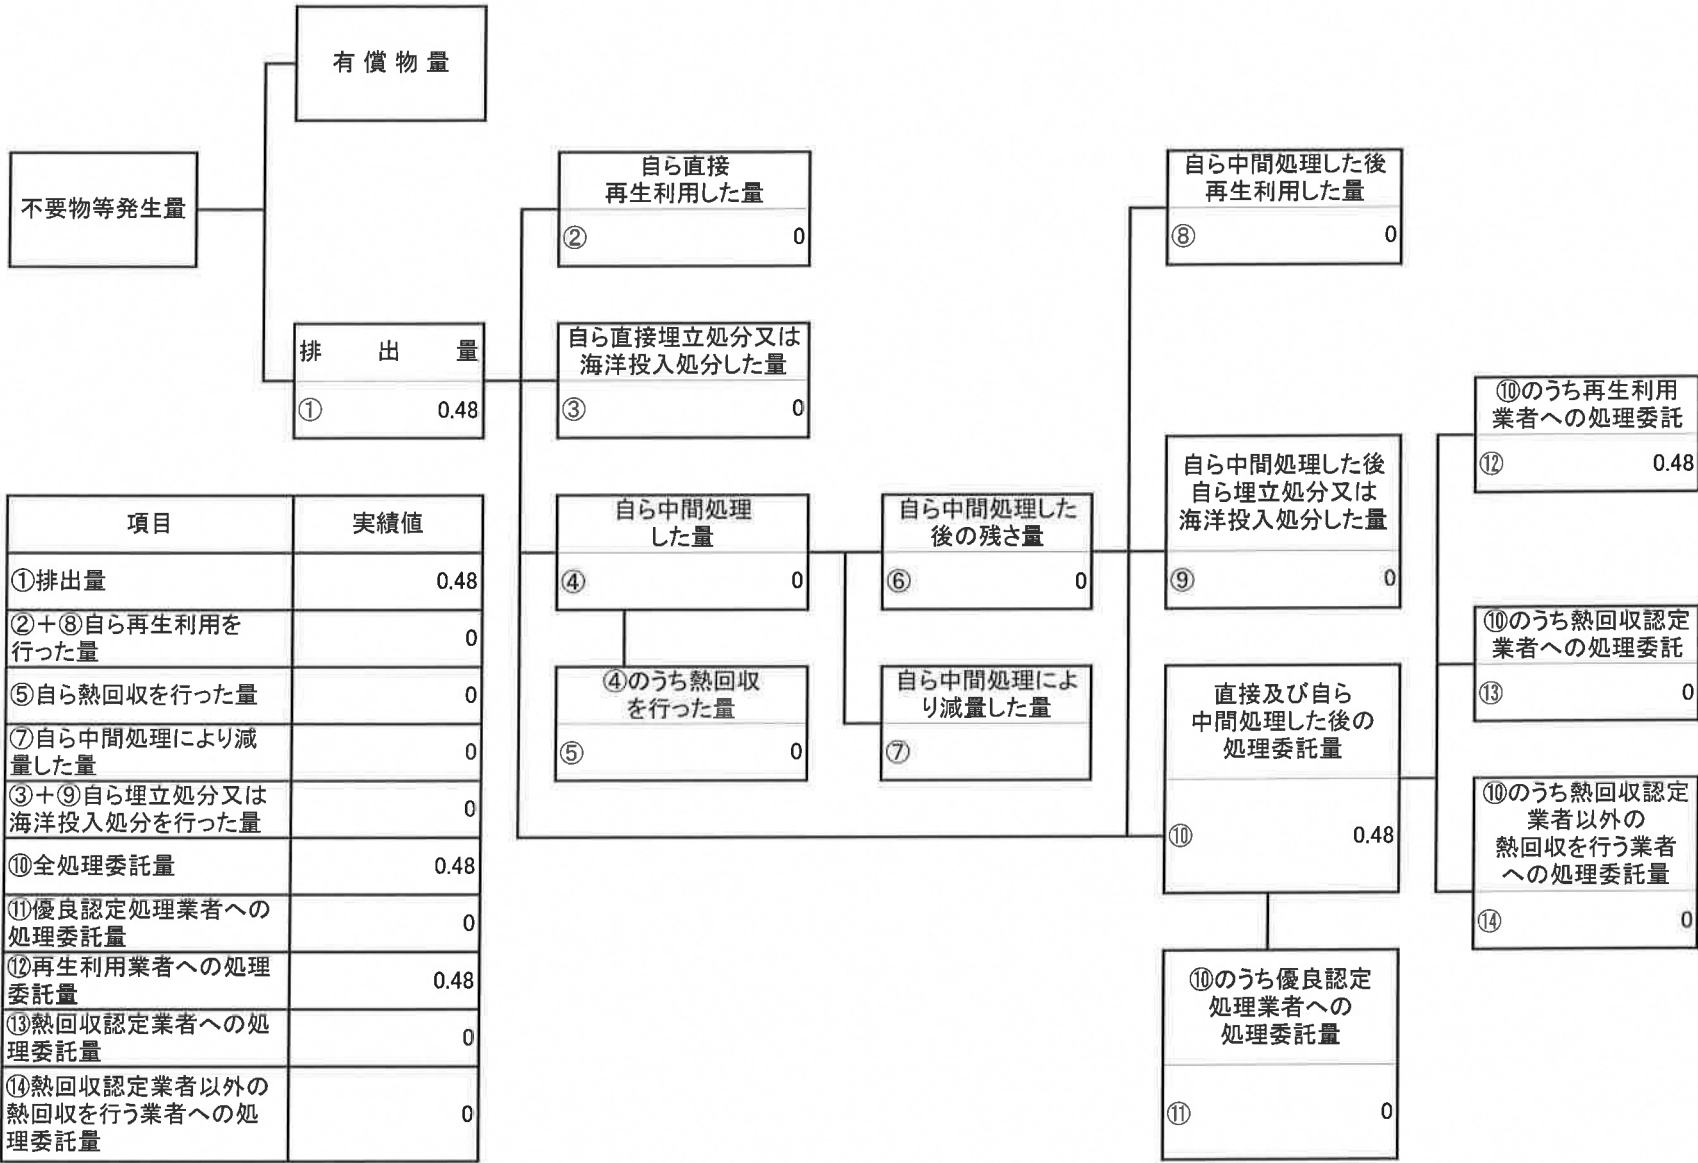 有償物量
不要物等発生量
自ら直接
再生利用した量
② 0
自ら中間処理した後
再生利用した量
⑧ 0
排出量
① 0.48
自ら直接埋立処分又は
海洋投入処分した量
③ 0
⑩のうち再生利用
業者への処理委託
⑫ 0.48
自ら中間処理
した量
④ 0
自ら中間処理した
後の残さ量
⑥ 0
自ら中間処理した後
自ら埋立処分又は
海洋投入処分した量
⑨ 0
④のうち熱回収
を行った量
⑤ 0
自ら中間処理によ
り減量した量
⑦
直接及び自ら
中間処理した後の
処理委託量
⑩ 0.48
⑩のうち熱回収認定
業者への処理委託
⑬ 0
⑩のうち熱回収認定
業者以外の
熱回収を行う業者
への処理委託量
⑭ 0
⑩のうち優良認定
処理業者への
処理委託量
⑪ 0
項目 実績値
①排出量 0.48
②+⑧自ら再生利用を
行った量 0
⑤自ら熱回収を行った量 0
⑦自ら中間処理により減
量した量 0
③+⑨自ら埋立処分又は
海洋投入処分を行った量 0
⑩全処理委託量 0.48
⑪優良認定処理業者への
処理委託量 0
⑫再生利用業者への処理
委託量 0.48
⑬熱回収認定業者への処
理委託量 0
⑭熱回収認定業者以外の
熱回収を行う業者への処
理委託量 0